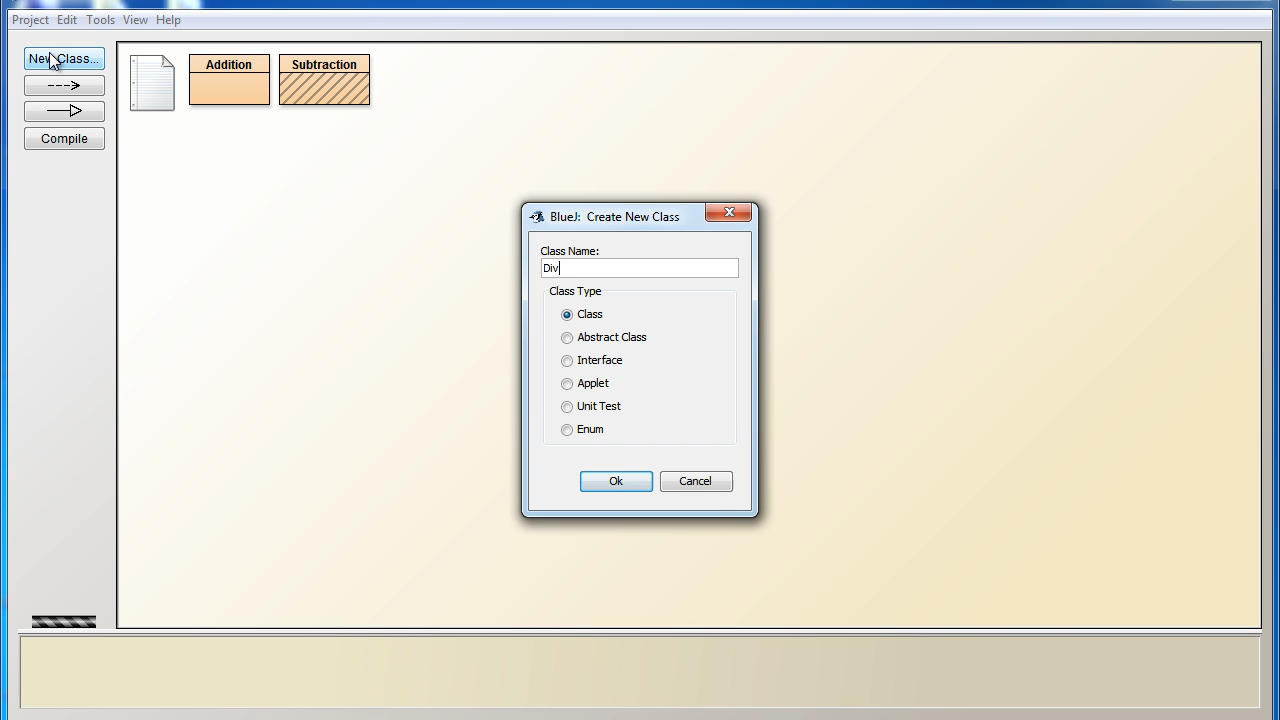 Project Edit Tools View Help
New Class...
Compile
Addition
Subtraction
BlueJ: Create New Class
Class Name:
Div
Class Type
Class
Abstract Class
Interface
Applet
Unit Test
Enum
Ok Cancel